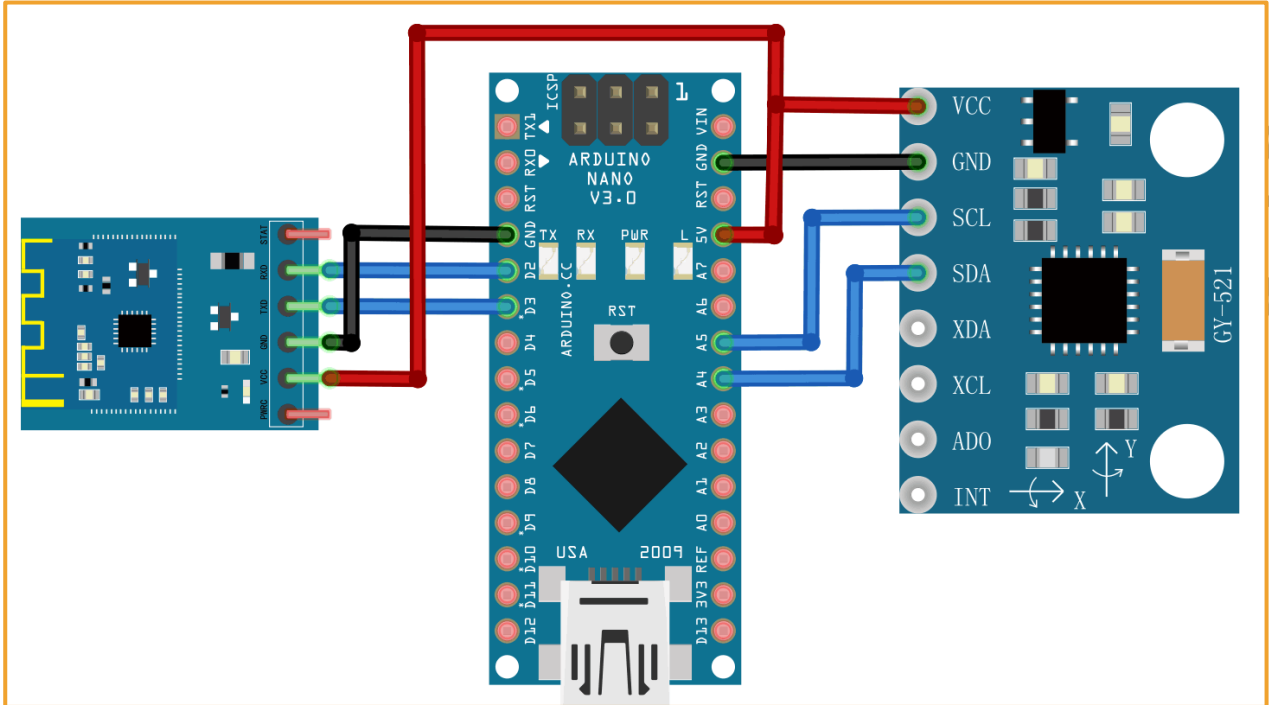 STAT
RXD
TXD
GND
VCC
PWRC
ICSP
1
TX1
RX0
RST
GND
D2
D3
D4
D5
D6
D7
D8
D9
D10
D11
D12
ARDUINO
NANO
V3.0
TX RX PWR L
ARDUINO.CC
RST
USA 2009
VIN
GND
RST
5V
A7
A6
A5
A4
A3
A2
A1
A0
REF
3V3
D13
VCC
GND
SCL
SDA
XDA
XCL
ADO
INT
X
Y
GY-521